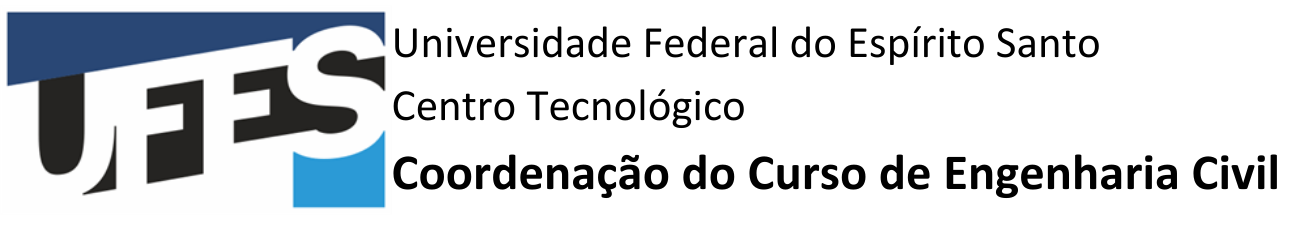 UFES
Universidade Federal do Espírito Santo
Centro Tecnológico
Coordenação do Curso de Engenharia Civil